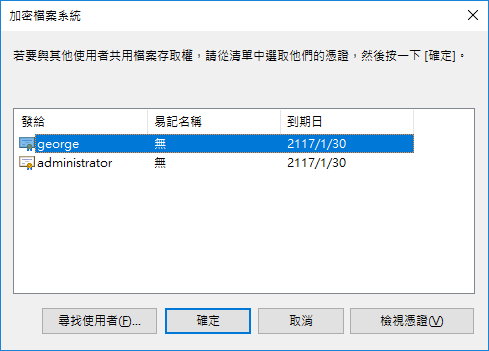 加密檔案系統
若要與其他使用者共用檔案存取權，請從清單中選取他們的憑證，然後按一下 [確定]。
發給 易記名稱 到期日
george 無 2117/1/30
administrator 無 2117/1/30
尋找使用者(F)... 確定 取消 檢視憑證(V)